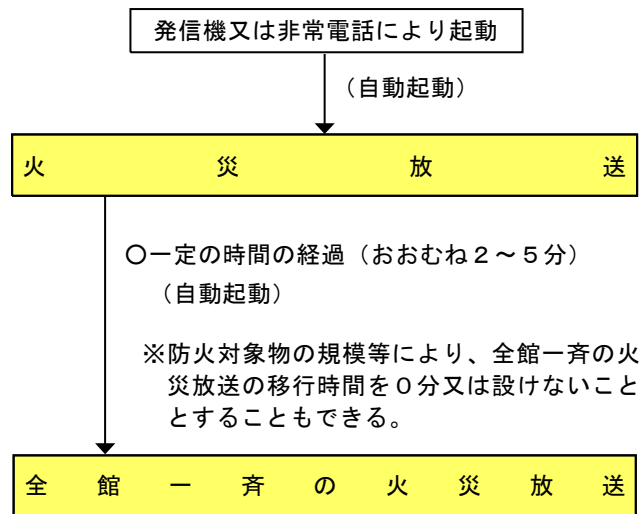 発信機又は非常電話により起動
（自動起動）
火災放送
〇一定の時間の経過（おおむね２～５分）
（自動起動）
※防火対象物の規模等により、全館一斉の火
災放送の移行時間を０分又は設けないこと
とすることもできる。
全館一斉の火災放送